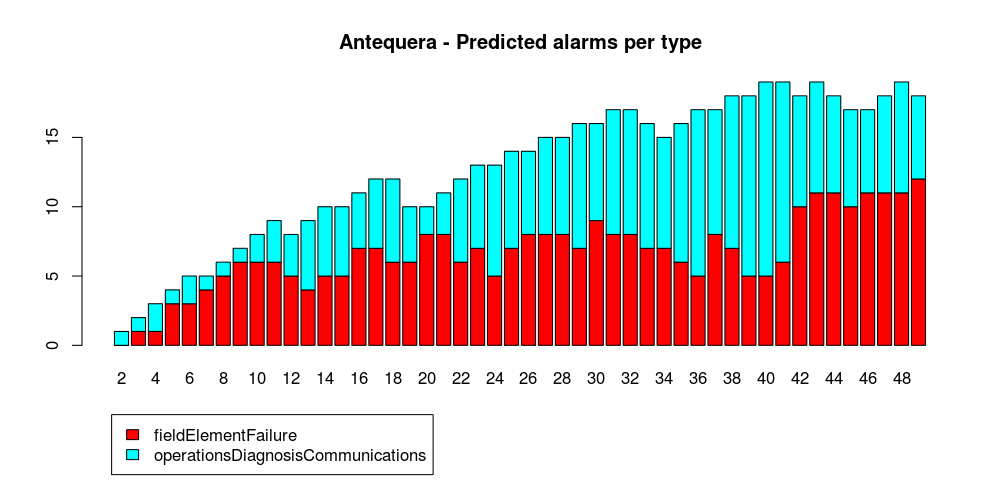 Antequera - Predicted alarms per type
15
10
5
0
2 4 6 8 10 12 14 16 18 20 22 24 26 28 30 32 34 36 38 40 42 44 46 48
fieldElementFailure
operationsDiagnosisCommunications